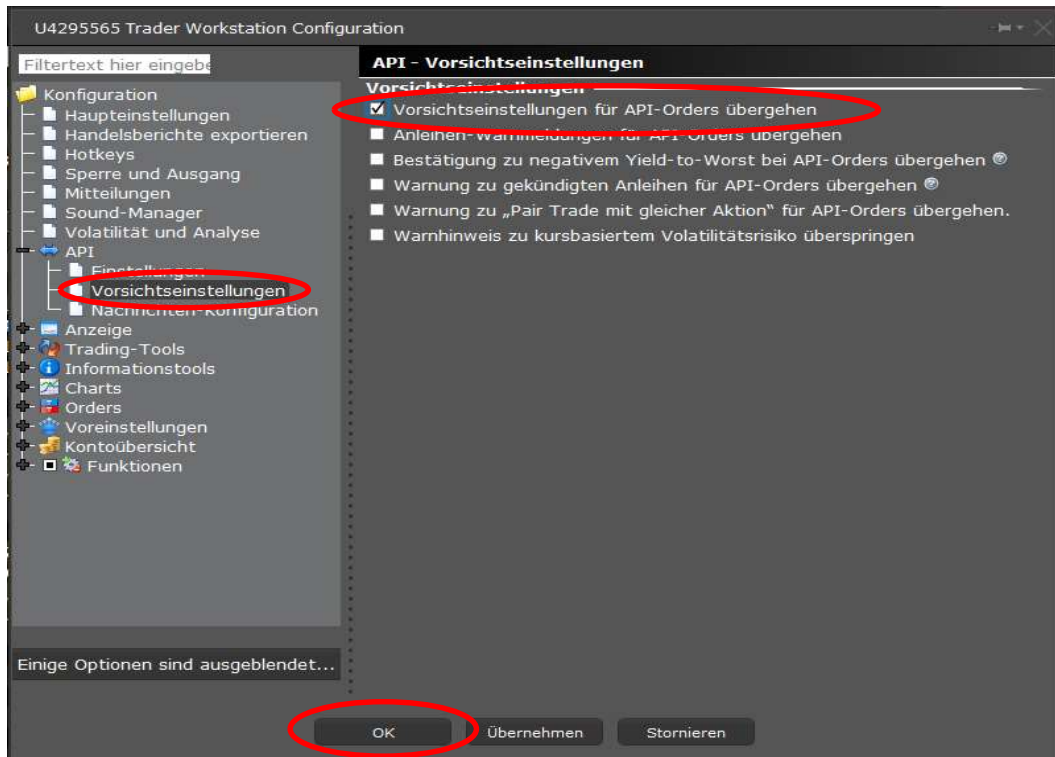 U4295565 Trader Workstation Configuration
Filtertext hier eingebe
Konfiguration
Haupteinstellungen
Handelsberichte exportieren
Hotkeys
Sperre und Ausgang
Mitteilungen
Sound-Manager
Volatilität und Analyse
API
Einstellungen
Vorsichtseinstellungen
Nachrichten-Konfiguration
Anzeige
Trading-Tools
Informationstools
Charts
Orders
Voreinstellungen
Kontoübersicht
Funktionen
Einige Optionen sind ausgeblendet...
API - Vorsichtseinstellungen
Vorsichtseinstellungen
Vorsichtseinstellungen für API-Orders übergehen
Anleihen-Warnmeldungen für API-Orders übergehen
Bestätigung zu negativem Yield-to-Worst bei API-Orders übergehen
Warnung zu gekündigten Anleihen für API-Orders übergehen
Warnung zu „Pair Trade mit gleicher Aktion“ für API-Orders übergehen.
Warnhinweis zu kursbasiertem Volatilitätsrisiko überspringen
OK
Übernehmen
Stornieren